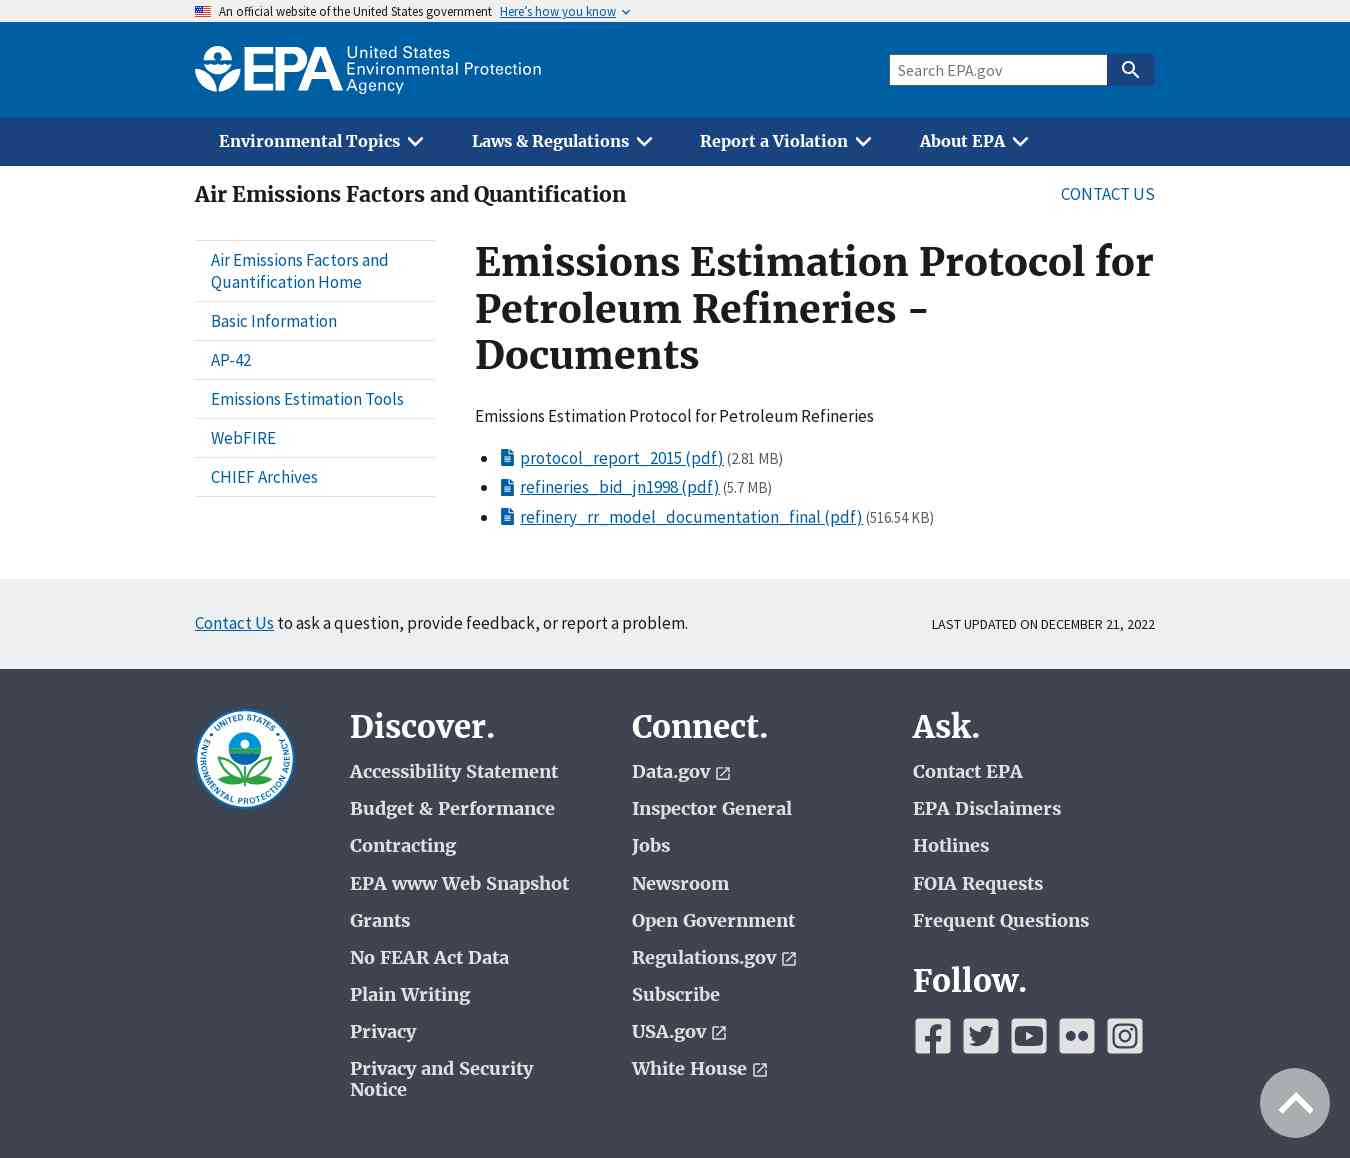 An official website of the United States government Here's how you know
EPA United States
Environmental Protection
Agency
Search EPA.gov
Environmental Topics Laws & Regulations Report a Violation About EPA
Air Emissions Factors and Quantification
CONTACT US
Air Emissions Factors and
Quantification Home
Basic Information
AP-42
Emissions Estimation Tools
WebFIRE
CHIEF Archives
Emissions Estimation Protocol for
Petroleum Refineries -
Documents
Emissions Estimation Protocol for Petroleum Refineries
protocol_report_2015 (pdf) (2.81 MB)
refineries_bid_jn1998 (pdf) (5.7 MB)
refinery_rr_model_documentation_final (pdf) (516.54 KB)
Contact Us to ask a question, provide feedback, or report a problem.
LAST UPDATED ON DECEMBER 21, 2022
UNITED STATES
ENVIRONMENTAL PROTECTION AGENCY
Discover.
Accessibility Statement
Budget & Performance
Contracting
EPA www Web Snapshot
Grants
No FEAR Act Data
Plain Writing
Privacy
Privacy and Security
Notice
Connect.
Data.gov
Inspector General
Jobs
Newsroom
Open Government
Regulations.gov
Subscribe
USA.gov
White House
Ask.
Contact EPA
EPA Disclaimers
Hotlines
FOIA Requests
Frequent Questions
Follow.